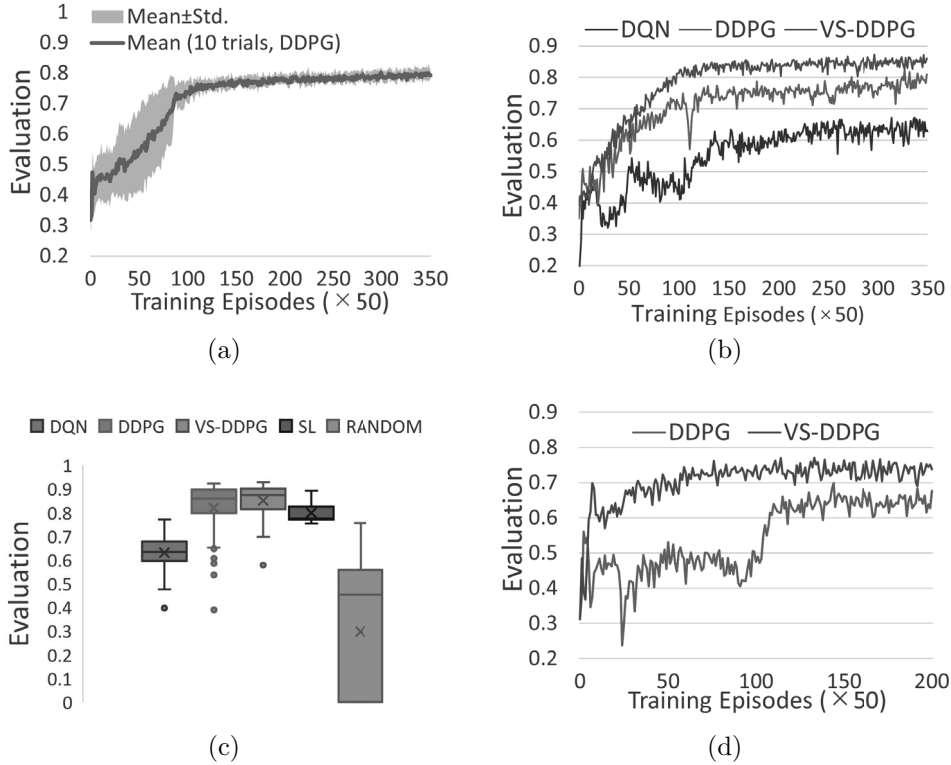 1
0.9
0.8
0.7
0.6
0.5
0.4
0.3
0.2
Evaluation
Mean±Std.
Mean (10 trials, DDPG)
0 50 100 150 200 250 300 350
Training Episodes (×50)
(a)
DQN DDPG VS-DDPG
0.9
0.8
0.7
0.6
0.5
0.4
0.3
0.2
Evaluation
0 50 100 150 200 250 300 350
Training Episodes (×50)
(b)
DQN DDPG VS-DDPG SL RANDOM
1
0.9
0.8
0.7
0.6
0.5
0.4
0.3
0.2
0.1
0
Evaluation
(c)
0.9
0.8
0.7
0.6
0.5
0.4
0.3
0.2
Evaluation
DDPG VS-DDPG
0 50 100 150 200
Training Episodes (×50)
(d)